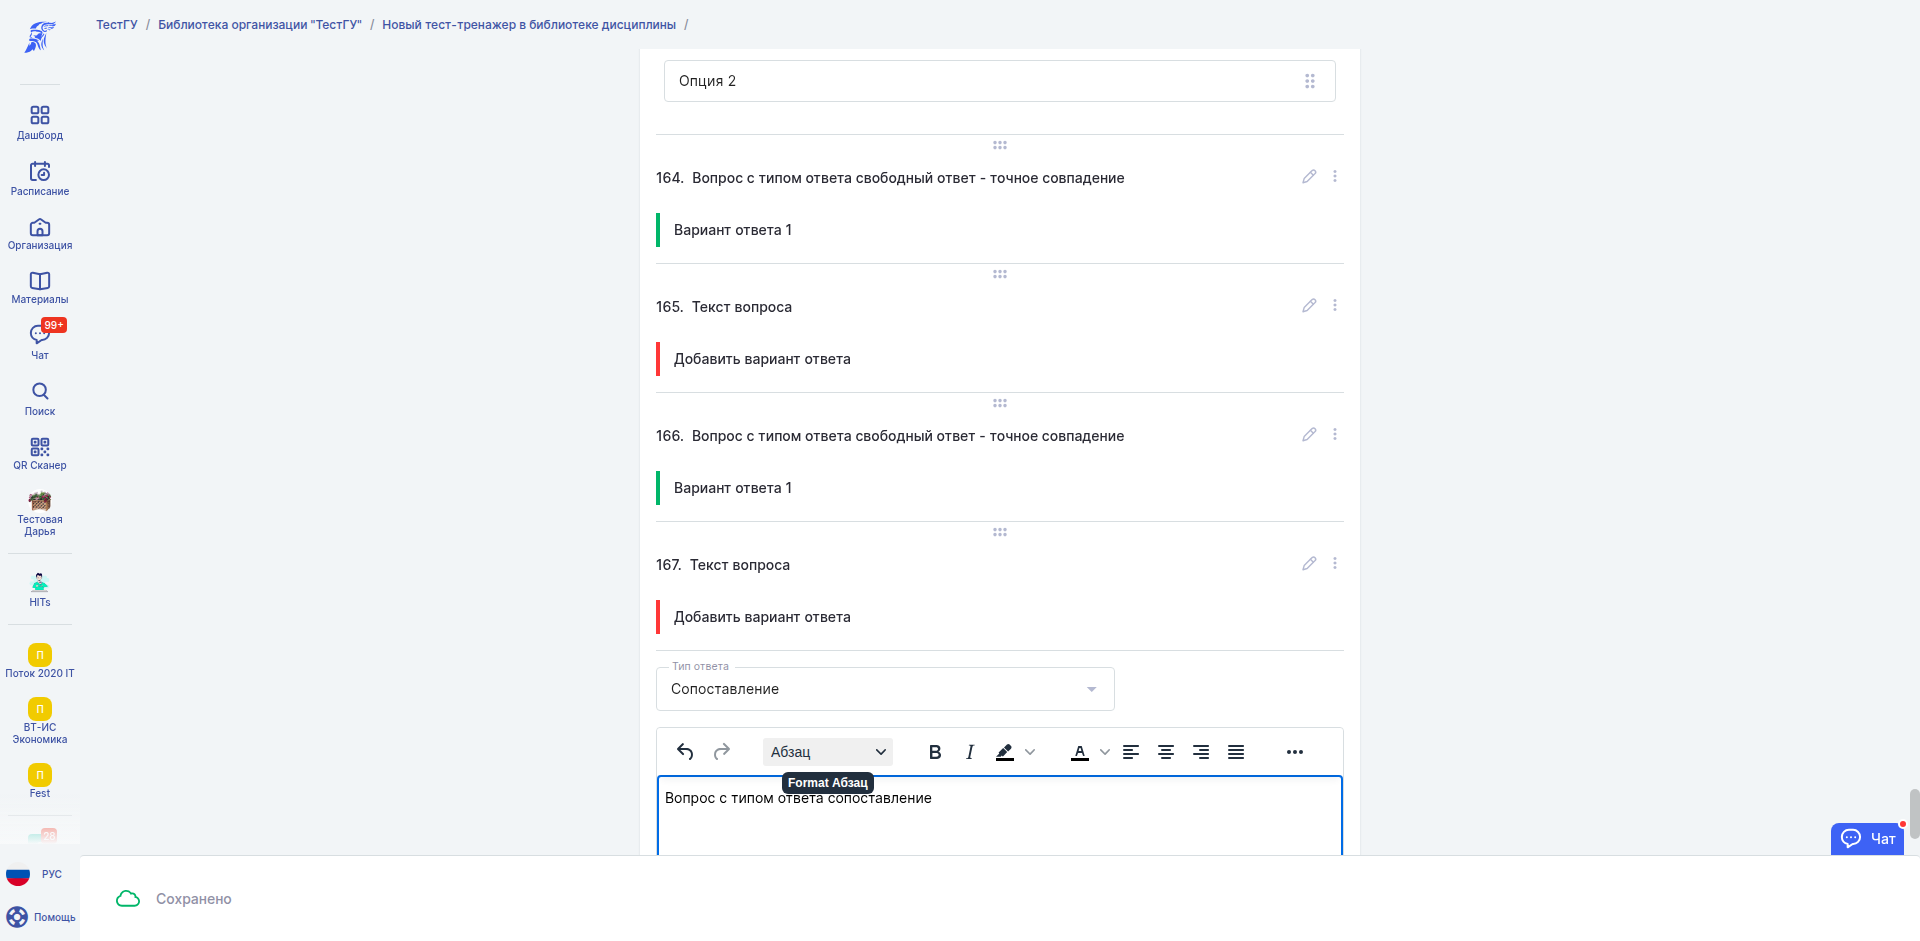 ТестГУ / Библиотека организации "ТестГУ" / Новый тест-тренажер в библиотеке дисциплины /
Дашборд
Расписание
Организация
Материалы
99+
Чат
Поиск
QR Сканер
Тестовая
Дарья
HITs
П
Поток 2020 IT
П
ВТ-ИС
Экономика
П
Fest
28
РУС
Помощь
Опция 2
164. Вопрос с типом ответа свободный ответ - точное совпадение
Вариант ответа 1
165. Текст вопроса
Добавить вариант ответа
166. Вопрос с типом ответа свободный ответ - точное совпадение
Вариант ответа 1
167. Текст вопроса
Добавить вариант ответа
Тип ответа
Сопоставление
Абзац
B I A
Format Абзац
Вопрос с типом ответа сопоставление
Чат
Сохранено